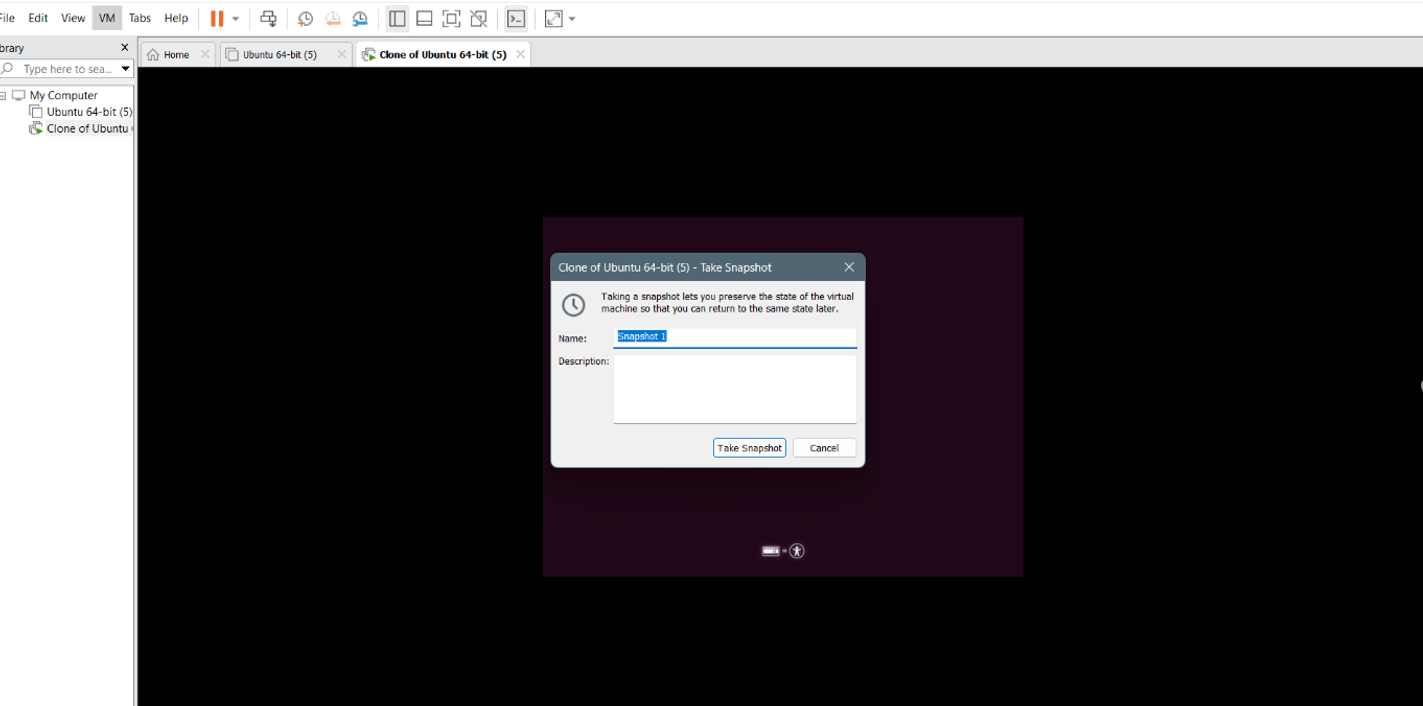 File Edit View VM Tabs Help
brary
Type here to sea...
My Computer
Ubuntu 64-bit (5)
Clone of Ubuntu
Home
Ubuntu 64-bit (5)
Clone of Ubuntu 64-bit (5)
Clone of Ubuntu 64-bit (5) - Take Snapshot
Taking a snapshot lets you preserve the state of the virtual
machine so that you can return to the same state later.
Name:
Snapshot 1
Description:
Take Snapshot
Cancel